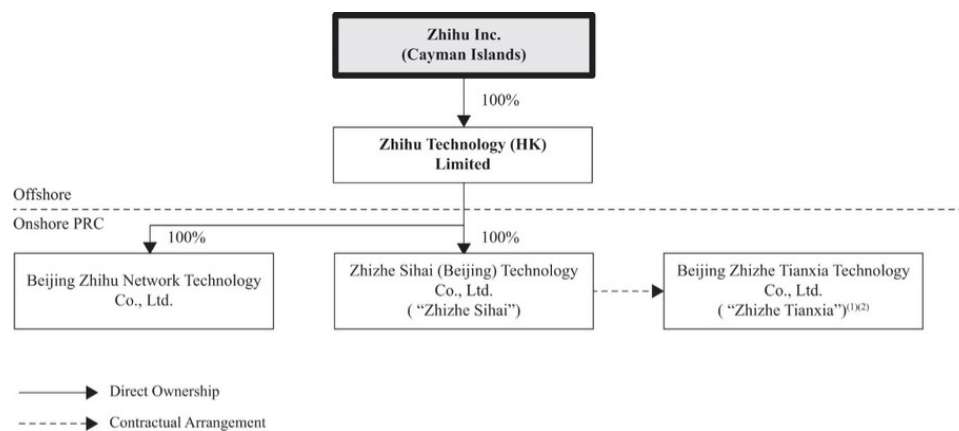 Zhihu Inc.
(Cayman Islands)
100%
Zhihu Technology (HK)
Limited
Offshore
Onshore PRC
100%
100%
Beijing Zhihu Network Technology
Co., Ltd.
Zhizhe Sihai (Beijing) Technology
Co., Ltd.
( “Zhizhe Sihai”)
Beijing Zhizhe Tianxia Technology
Co., Ltd.
( “Zhizhe Tianxia”)(1)(2)
Direct Ownership
Contractual Arrangement